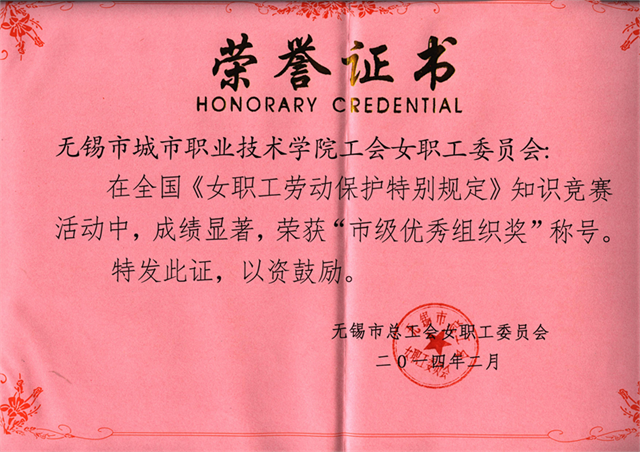 荣誉证书
HONORARY CREDENTIAL
无锡市城市职业技术学院工会女职工委员会:
在全国《女职工劳动保护特别规定》知识竞赛
活动中，成绩显著，荣获“市级优秀组织奖”称号。
特发此证，以资鼓励。
无锡市总工会女职工委员会
二〇一四年二月